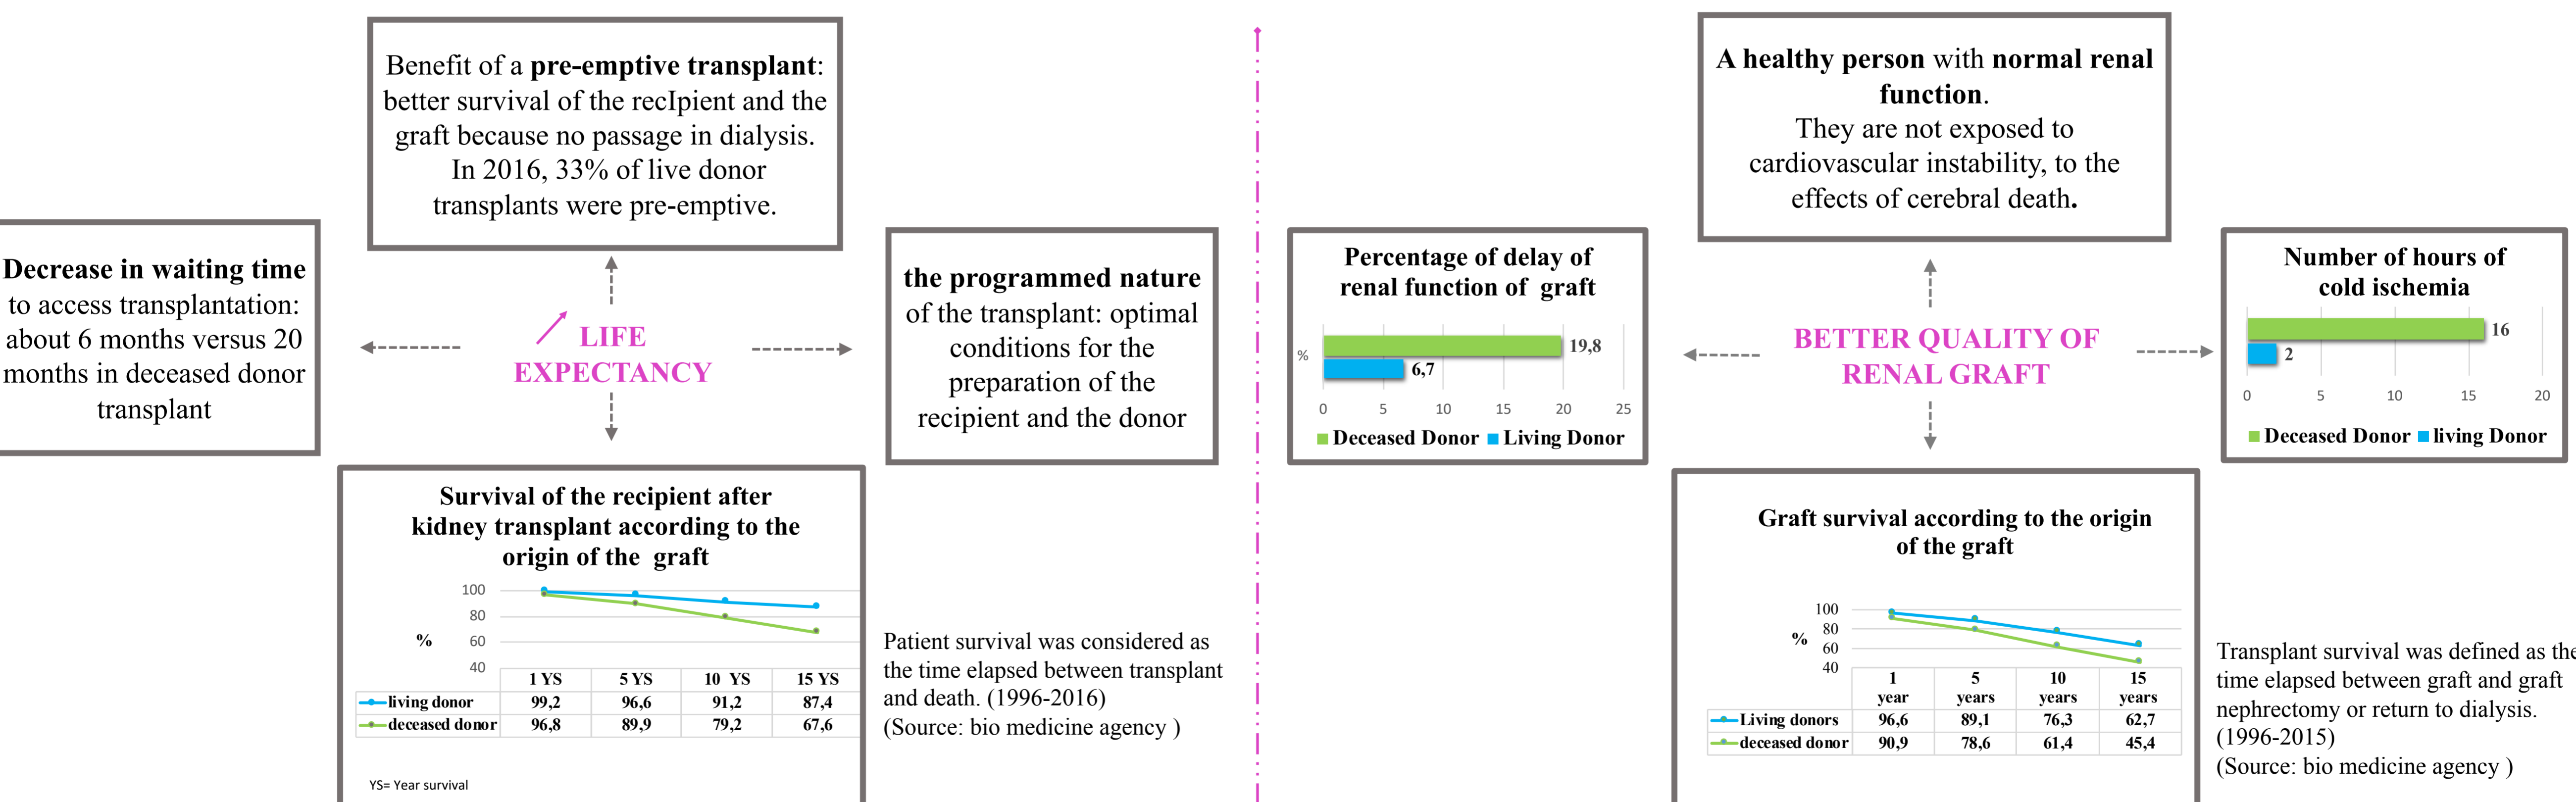 Benefit of a pre-emptive transplant:
better survival of the recIpient and the
graft because no passage in dialysis.
In 2016, 33% of live donor
transplants were pre-emptive.
Decrease in waiting time
to access transplantation:
about 6 months versus 20
months in deceased donor
transplant
LIFE
EXPECTANCY
the programmed nature
of the transplant: optimal
conditions for the
preparation of the
recipient and the donor
Survival of the recipient after
kidney transplant according to the
origin of the graft
100
80
60
40
%
1 YS 5 YS 10 YS 15 YS
living donor 99,2 96,6 91,2 87,4
deceased donor 96,8 89,9 79,2 67,6
YS= Year survival
Patient survival was considered as
the time elapsed between transplant
and death. (1996-2016)
(Source: bio medicine agency )
A healthy person with normal renal
function.
They are not exposed to
cardiovascular instability, to the
effects of cerebral death.
Percentage of delay of
renal function of graft
%
19,8
6,7
0 5 10 15 20 25
Deceased Donor Living Donor
BETTER QUALITY OF
RENAL GRAFT
Number of hours of
cold ischemia
16
2
0 5 10 15 20
Deceased Donor living Donor
Graft survival according to the origin
of the graft
100
80
60
40
%
1 5 10 15
year years years years
Living donors 96,6 89,1 76,3 62,7
deceased donor 90,9 78,6 61,4 45,4
Transplant survival was defined as the
time elapsed between graft and graft
nephrectomy or return to dialysis.
(1996-2015)
(Source: bio medicine agency )